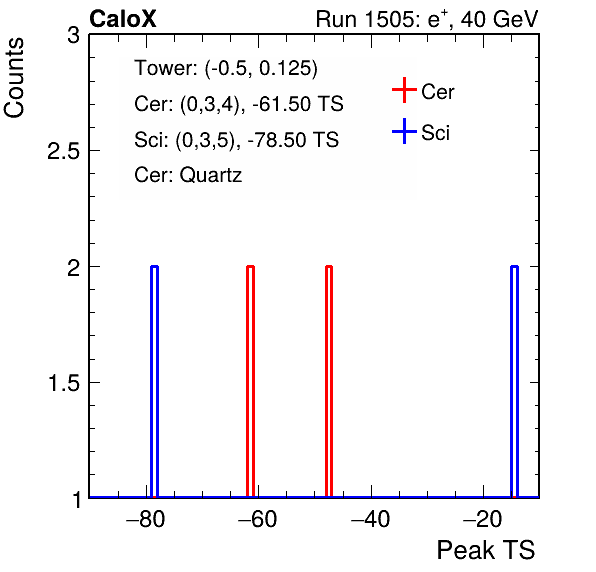 CaloX Run 1505: e⁺, 40 GeV
Counts
3
2.5
2
1.5
1
Tower: (-0.5, 0.125)
Cer: (0,3,4), -61.50 TS
Sci: (0,3,5), -78.50 TS
Cer: Quartz
Cer
Sci
−80 −60 −40 −20
Peak TS